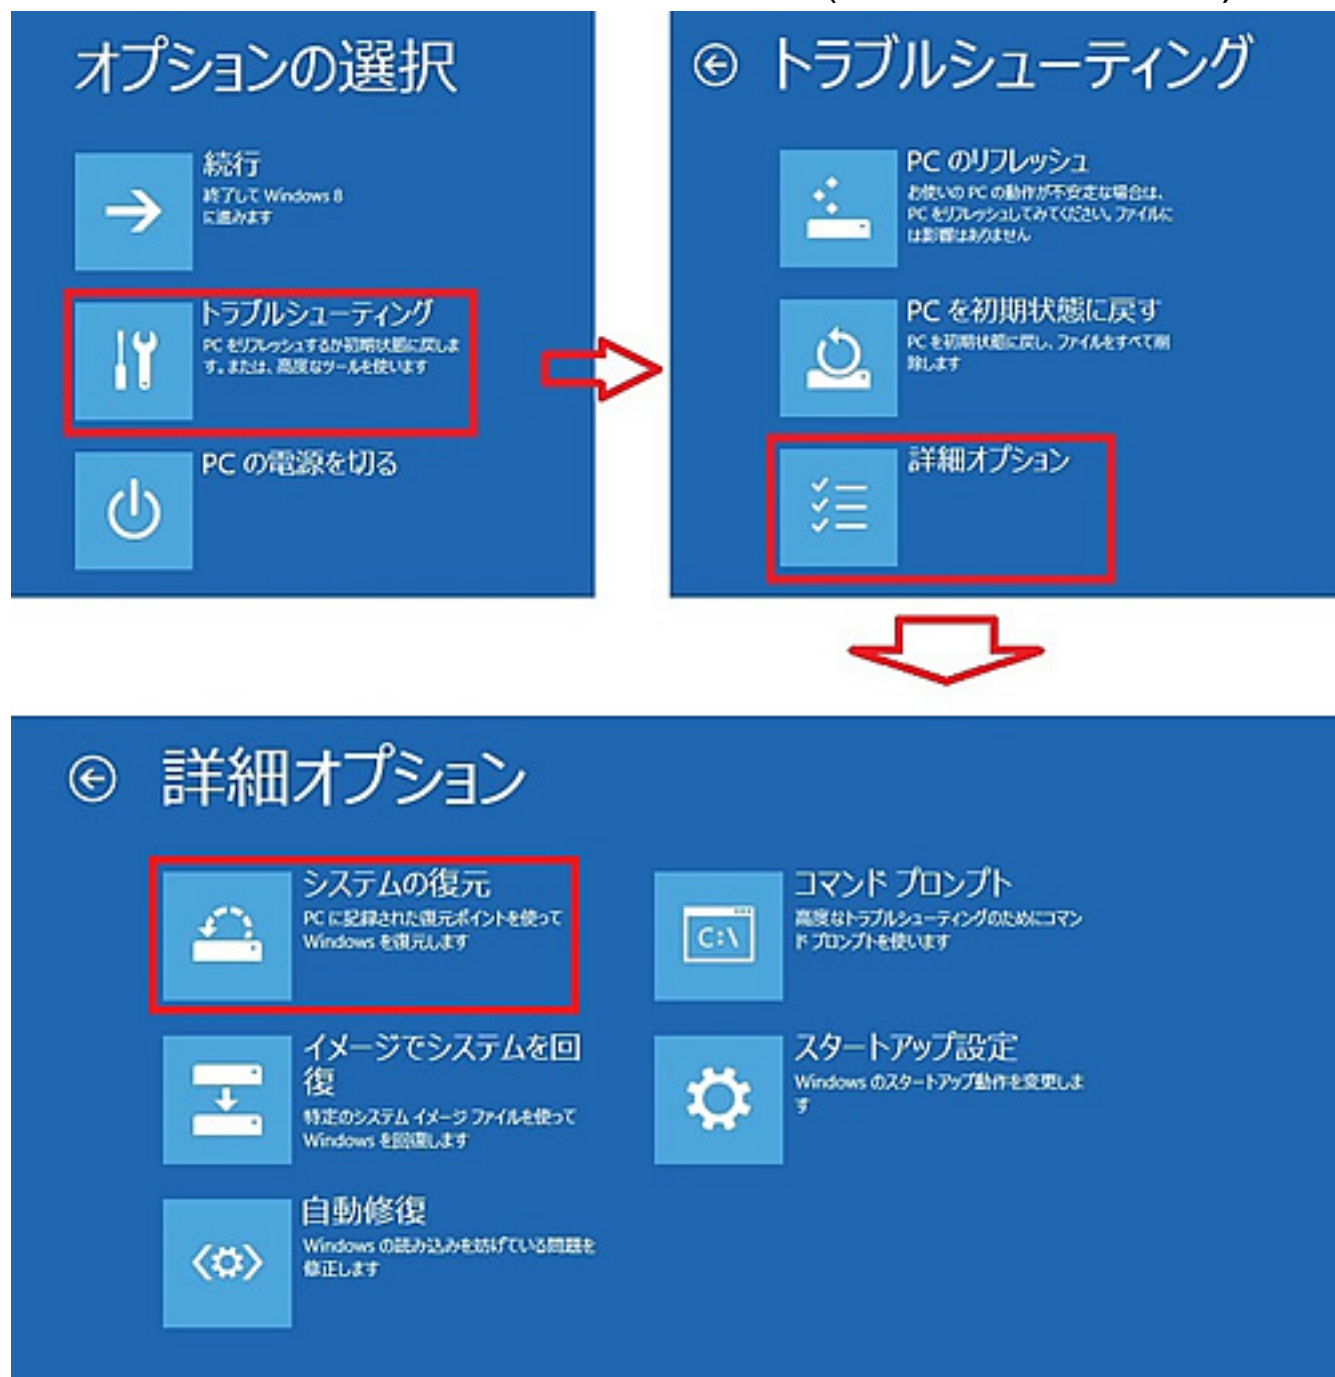 オプションの選択
続行
終了して Windows 8
に進みます
トラブルシューティング
PC をリフレッシュするか初期状態に戻しま
す。または、高度なツールを使います
PC の電源を切る
トラブルシューティング
PC のリフレッシュ
お使いの PC の動作が不安定な場合は、
PC をリフレッシュしてみてください。ファイルに
は影響はありません
PC を初期状態に戻す
PC を初期状態に戻し、ファイルをすべて削
除します
詳細オプション
詳細オプション
システムの復元
PC に記録された復元ポイントを使って
Windows を復元します
イメージでシステムを回
復
特定のシステム イメージ ファイルを使って
Windows を回復します
自動修復
Windows の読み込みを妨げている問題を
修正します
コマンド プロンプト
高度なトラブルシューティングのためにコマン
ド プロンプトを使います
C:\
スタートアップ設定
Windows のスタートアップ動作を変更しま
す